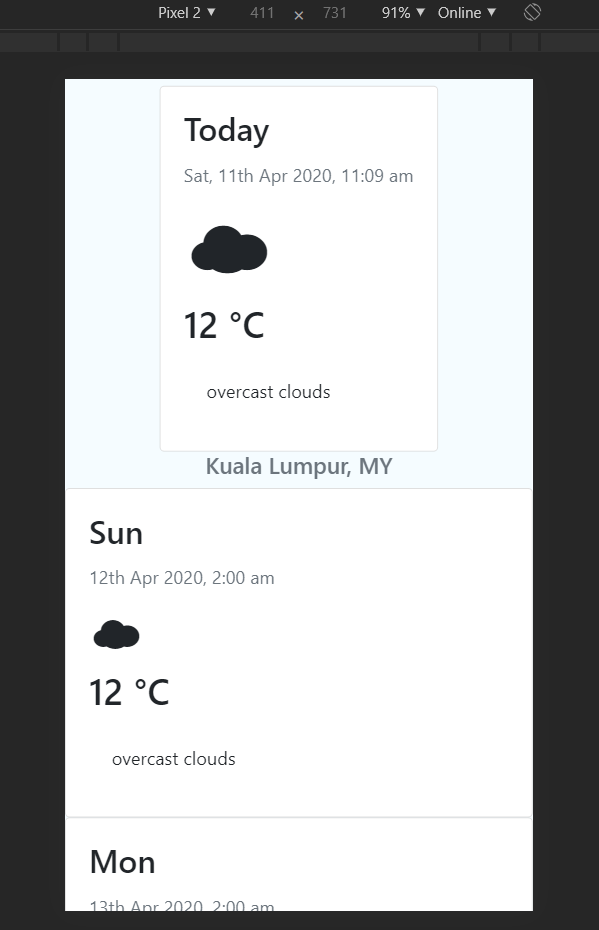 Pixel 2 ▼ 411 × 731 91% ▼ Online ▼
Today
Sat, 11th Apr 2020, 11:09 am
12 °C
overcast clouds
Kuala Lumpur, MY
Sun
12th Apr 2020, 2:00 am
12 °C
overcast clouds
Mon
13th Apr 2020, 2:00 am